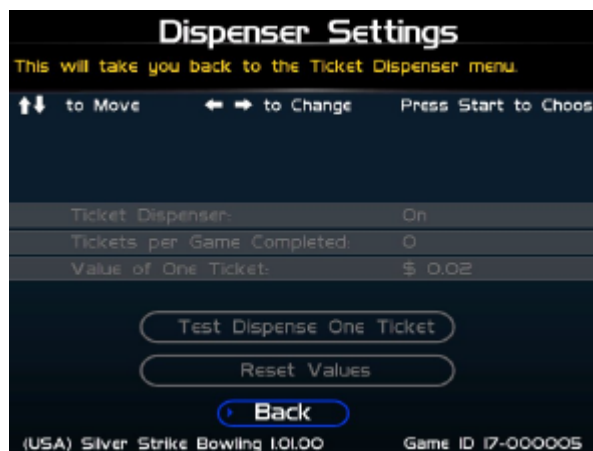 Dispenser Settings
This will take you back to the Ticket Dispenser menu.
↑↓ to Move ← → to Change Press Start to Choos
Ticket Dispenser: On
Tickets per Game Completed: 0
Value of One Ticket: $ 0.02
Test Dispense One Ticket
Reset Values
Back
(USA) Silver Strike Bowling 1.01.00 Game ID 17-000005